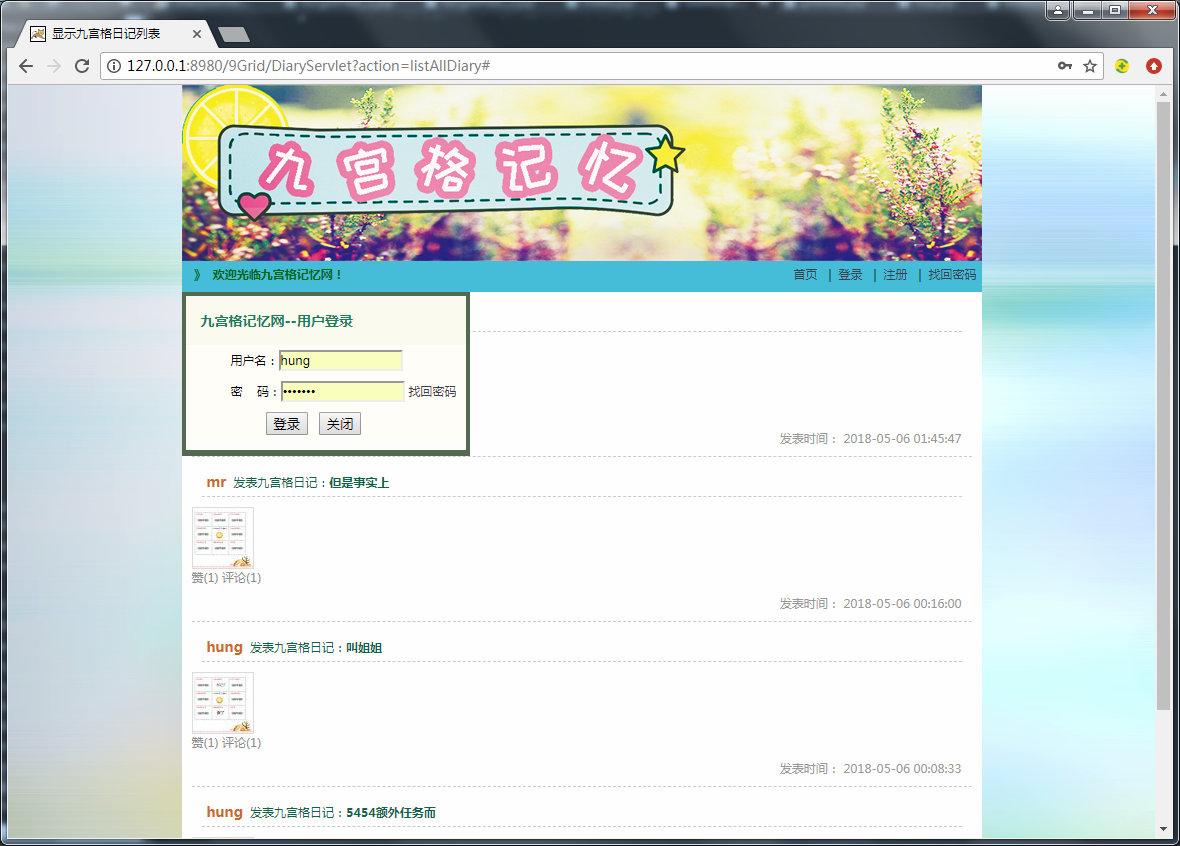 显示九宫格日记列表
127.0.0.1:8980/9Grid/DiaryServlet?action=listAllDiary#
九宫格记忆
》 欢迎光临九宫格记忆网！
首页 | 登录 | 注册 | 找回密码
九宫格记忆网--用户登录
用户名：hung
密 码：••••••• 找回密码
登录 关闭
发表时间： 2018-05-06 01:45:47
mr 发表九宫格日记：但是事实上
赞(1) 评论(1)
发表时间： 2018-05-06 00:16:00
hung 发表九宫格日记：叫姐姐
赞(1) 评论(1)
发表时间： 2018-05-06 00:08:33
hung 发表九宫格日记：5454额外任务而